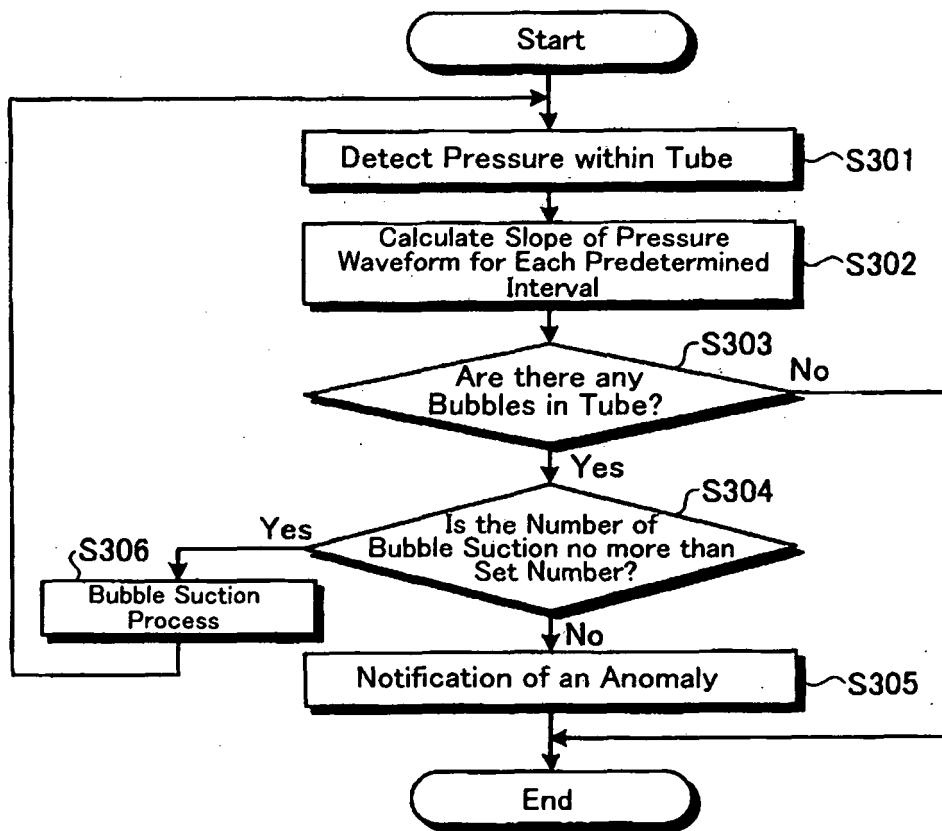 Start
Detect Pressure within Tube
S301
Calculate Slope of Pressure
Waveform for Each Predetermined
Interval
S302
S303
Are there any
Bubbles in Tube?
No
Yes
S304
Is the Number of
Bubble Suction no more than
Set Number?
Yes
S306
Bubble Suction
Process
No
Notification of an Anomaly
S305
End